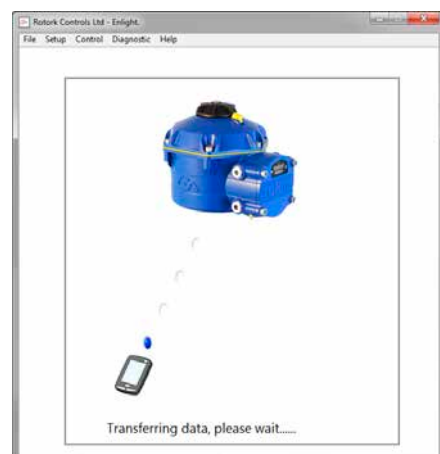 Rotork Controls Ltd - Enlight.
File Setup Control Diagnostic Help
Transferring data, please wait......